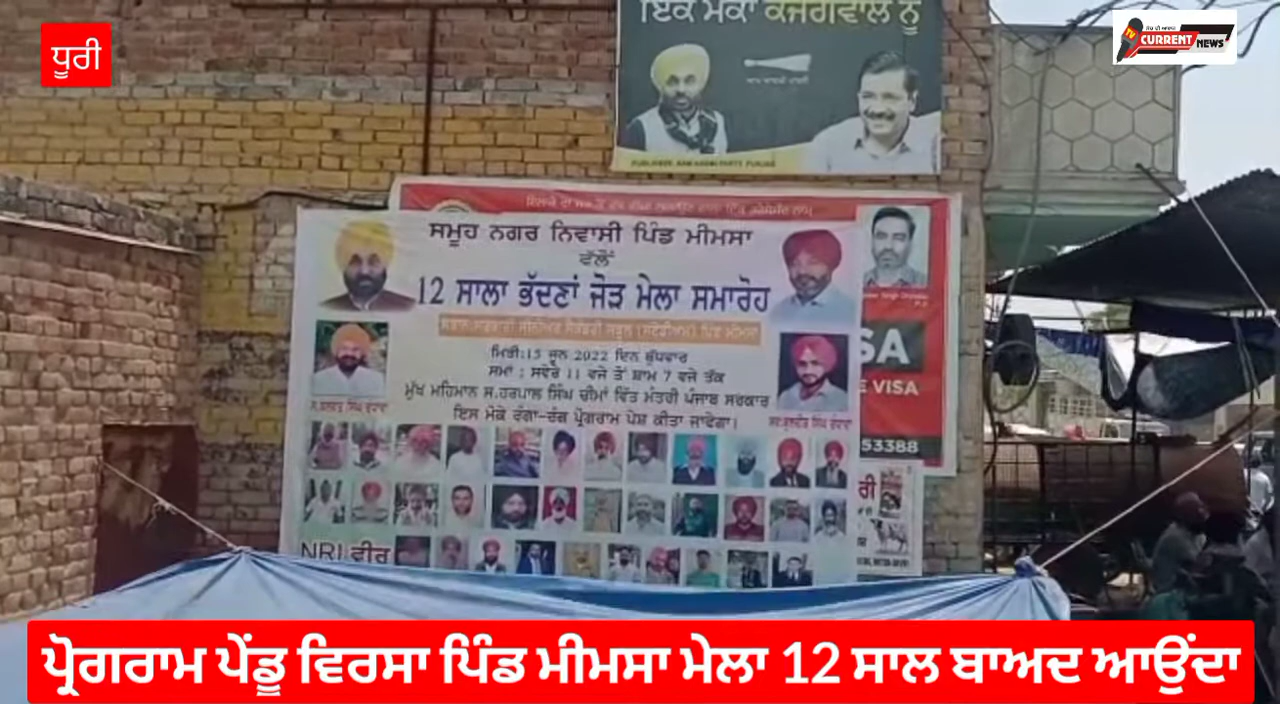 ਧੂਰੀ
TV CURRENT NEWS
ਇਕ ਮੌਕਾ ਕੇਜਰੀਵਾਲ ਨੂੰ
ਸਮੂਹ ਨਗਰ ਨਿਵਾਸੀ ਪਿੰਡ ਮੀਮਸਾ
ਵੱਲੋਂ
12 ਸਾਲਾ ਭੱਦਣਾਂ ਜੋੜ ਮੇਲਾ ਸਮਾਰੋਹ
ਮਿਤੀ:15 ਜੂਨ 2022 ਦਿਨ ਬੁੱਧਵਾਰ
ਸਮਾਂ : ਸਵੇਰੇ 11 ਵਜੇ ਤੋਂ ਸ਼ਾਮ 7 ਵਜੇ ਤੱਕ
ਮੁੱਖ ਮਹਿਮਾਨ ਸ.ਹਰਪਾਲ ਸਿੰਘ ਚੀਮਾਂ ਵਿੱਤ ਮੰਤਰੀ ਪੰਜਾਬ ਸਰਕਾਰ
ਇਸ ਮੌਕੇ ਰੰਗਾ-ਰੰਗ ਪ੍ਰੋਗਰਾਮ ਪੇਸ਼ ਕੀਤਾ ਜਾਵੇਗਾ।
NRI ਵੀਰ
SA
E VISA
53388
ਰੀ
ਪ੍ਰੋਗਰਾਮ ਪੇਂਡੂ ਵਿਰਸਾ ਪਿੰਡ ਮੀਮਸਾ ਮੇਲਾ 12 ਸਾਲ ਬਾਅਦ ਆਉਂਦਾ